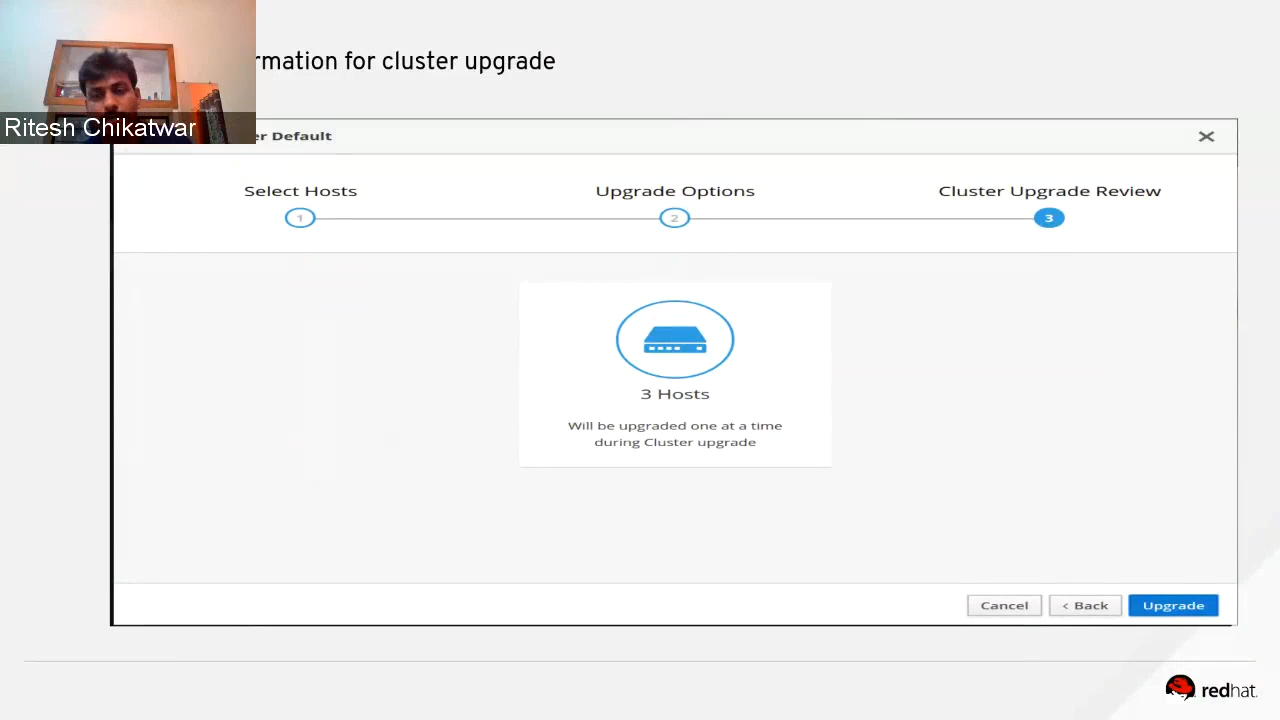 rmation for cluster upgrade
Ritesh Chikatwar
er Default
Select Hosts
Upgrade Options
Cluster Upgrade Review
1
2
3
3 Hosts
Will be upgraded one at a time
during Cluster upgrade
Cancel
< Back
Upgrade
redhat.